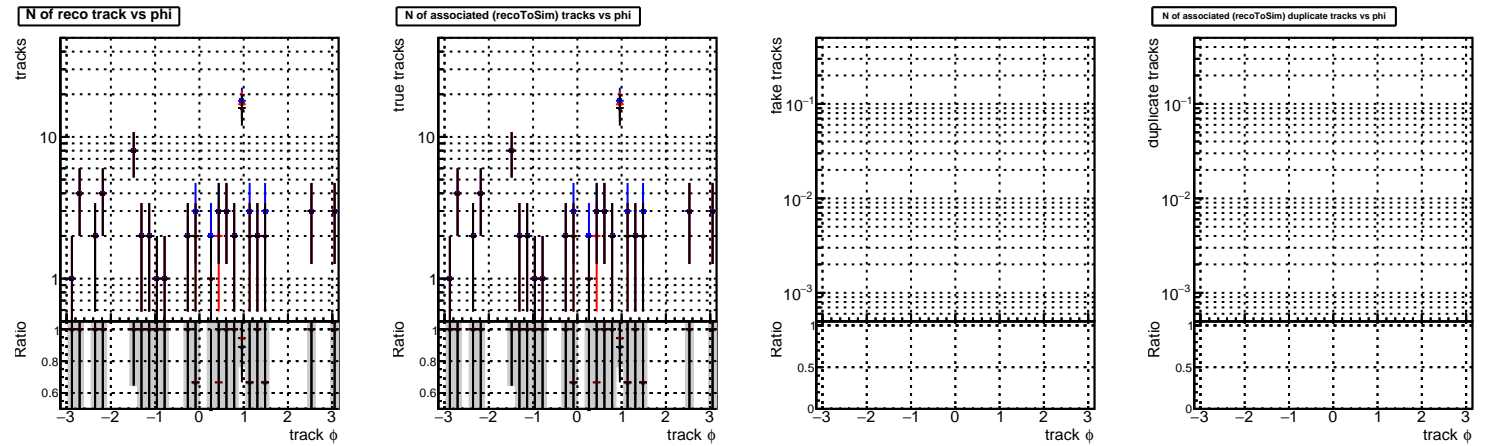 N of reco track vs phi
tracks
10
1
Ratio
1
0.8
0.6
−3 −2 −1 0 1 2 3
track ϕ
N of associated (recoToSim) tracks vs phi
true tracks
10
1
Ratio
1
0.8
0.6
−3 −2 −1 0 1 2 3
track ϕ
fake tracks
10−1
10−2
10−3
Ratio
1
0.5
0
−3 −2 −1 0 1 2 3
track ϕ
N of associated (recoToSim) duplicate tracks vs phi
duplicate tracks
10−1
10−2
10−3
Ratio
1
0.5
0
−3 −2 −1 0 1 2 3
track ϕ